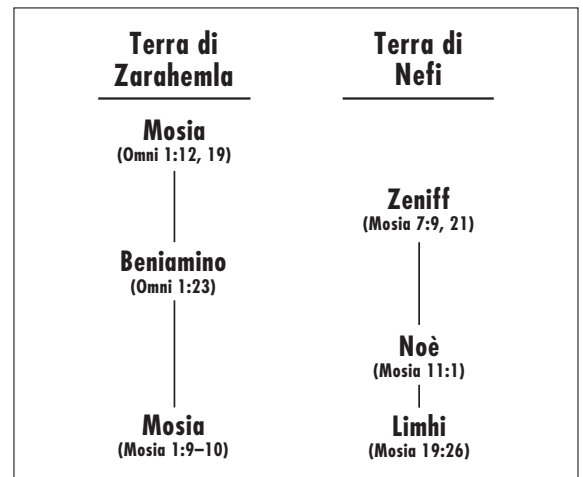 Terra di
Zarahemla
Mosia
(Omni 1:12, 19)
Beniamino
(Omni 1:23)
Mosia
(Mosia 1:9–10)
Terra di
Nefi
Zeniff
(Mosia 7:9, 21)
Noè
(Mosia 11:1)
Limhi
(Mosia 19:26)